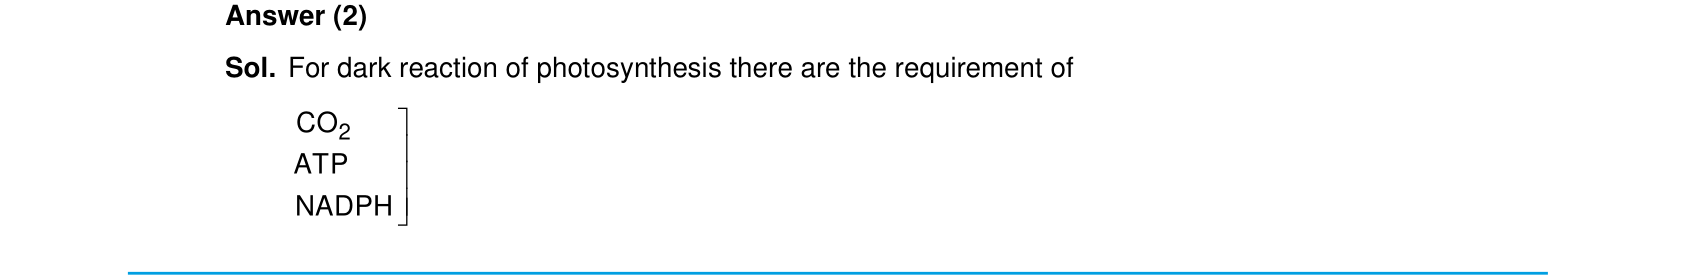 Answer (2)
Sol. For dark reaction of photosynthesis there are the requirement of
CO₂
ATP
NADPH